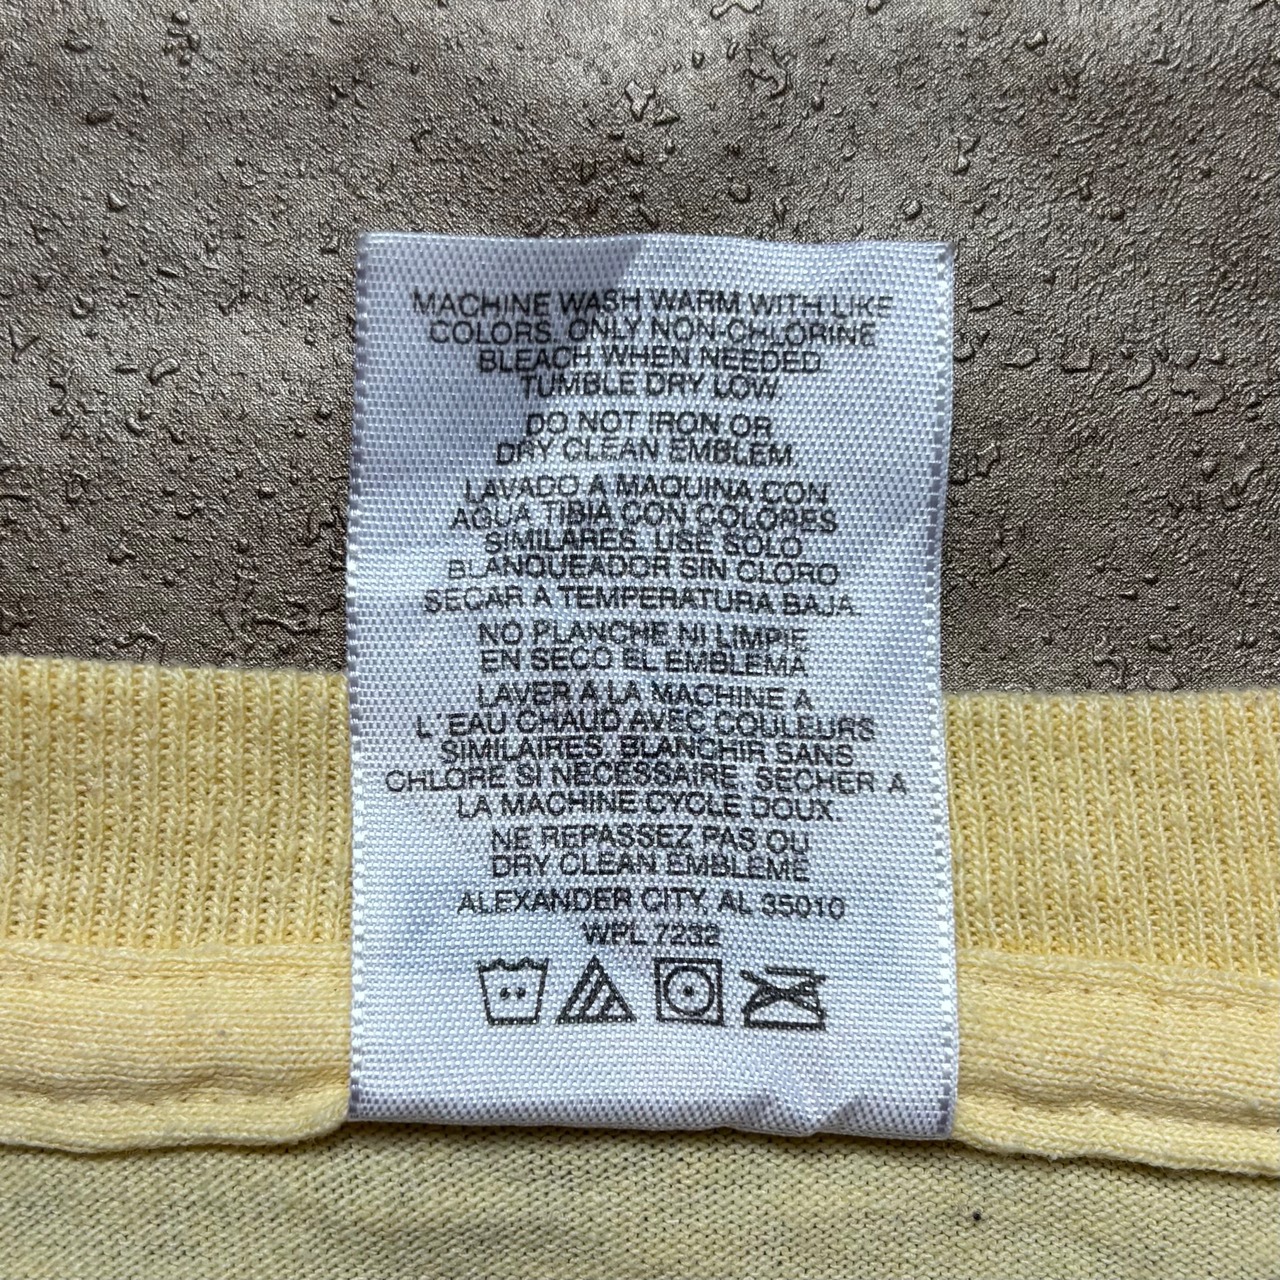 MACHINE WASH WARM WITH LIKE
COLORS. ONLY NON-CHLORINE
BLEACH WHEN NEEDED
TUMBLE DRY LOW
DO NOT IRON OR
DRY CLEAN EMBLEM.
LAVADO A MAQUINA CON
AGUA TIBIA CON COLORES
SIMILARES. USE SOLO
BLANQUEADOR SIN CLORO
SECAR A TEMPERATURA BAJA.
NO PLANCHE NI LIMPIE
EN SECO EL EMBLEMA
LAVER A LA MACHINE A
L'EAU CHAUD AVEC COULEURS
SIMILAIRES. BLANCHIR SANS
CHLORE SI NECESSAIRE. SECHER A
LA MACHINE CYCLE DOUX.
NE REPASSEZ PAS OU
DRY CLEAN EMBLEME
ALEXANDER CITY, AL 35010
WPL 7232